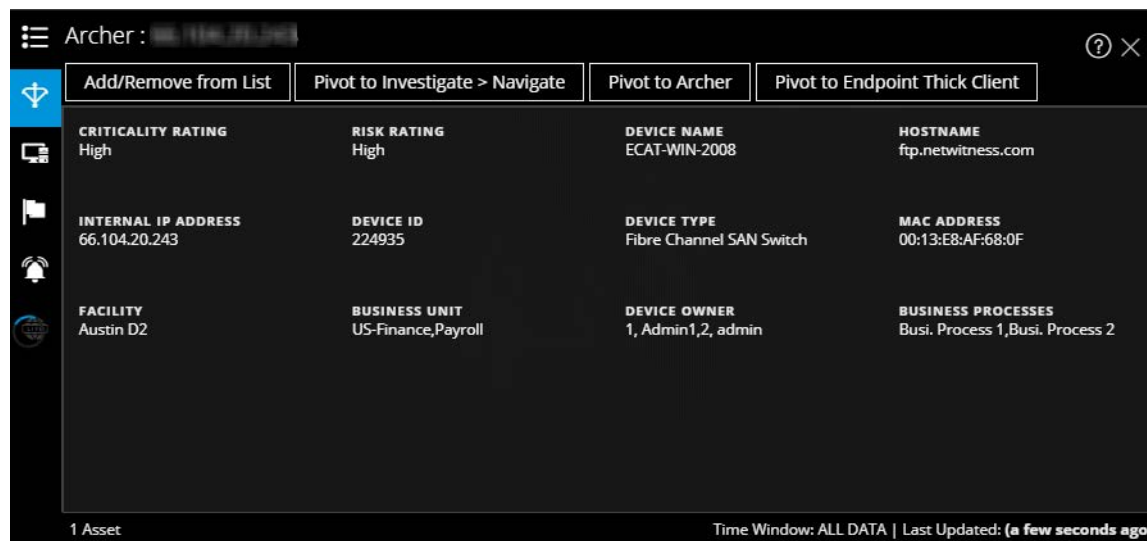 Archer :
Add/Remove from List Pivot to Investigate > Navigate Pivot to Archer Pivot to Endpoint Thick Client
CRITICALITY RATING RISK RATING DEVICE NAME HOSTNAME
High High ECAT-WIN-2008 ftp.netwitness.com
INTERNAL IP ADDRESS DEVICE ID DEVICE TYPE MAC ADDRESS
66.104.20.243 224935 Fibre Channel SAN Switch 00:13:E8:AF:68:0F
FACILITY BUSINESS UNIT DEVICE OWNER BUSINESS PROCESSES
Austin D2 US-Finance,Payroll 1, Admin1,2, admin Busi. Process 1,Busi. Process 2
1 Asset Time Window: ALL DATA | Last Updated: (a few seconds ago